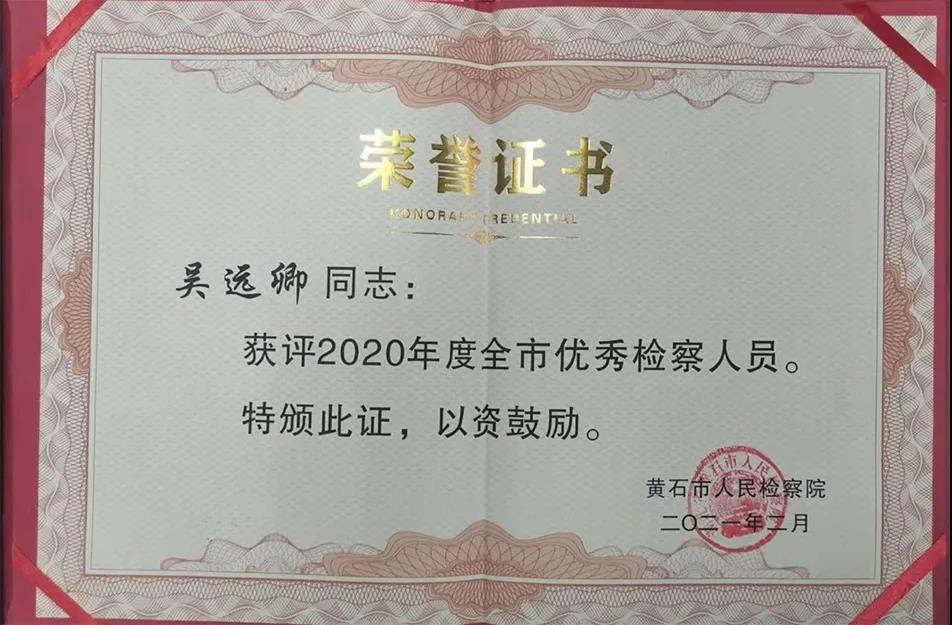 荣誉证书
HONORARY CREDENTIAL
吴远卿 同志：
获评2020年度全市优秀检察人员。
特颁此证，以资鼓励。
黄石市人民检察院
二〇二一年二月